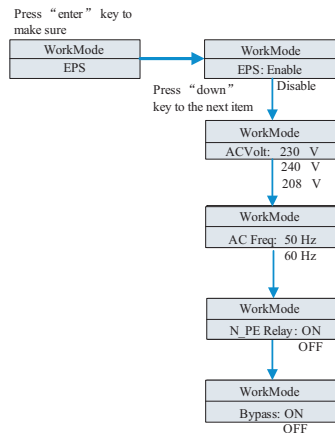 Press “enter” key to
make sure
WorkMode
EPS
WorkMode
EPS: Enable
Disable
Press “down”
key to the next item
WorkMode
ACVolt: 230 V
240 V
208 V
WorkMode
AC Freq: 50 Hz
60 Hz
WorkMode
N_PE Relay: ON
OFF
WorkMode
Bypass: ON
OFF